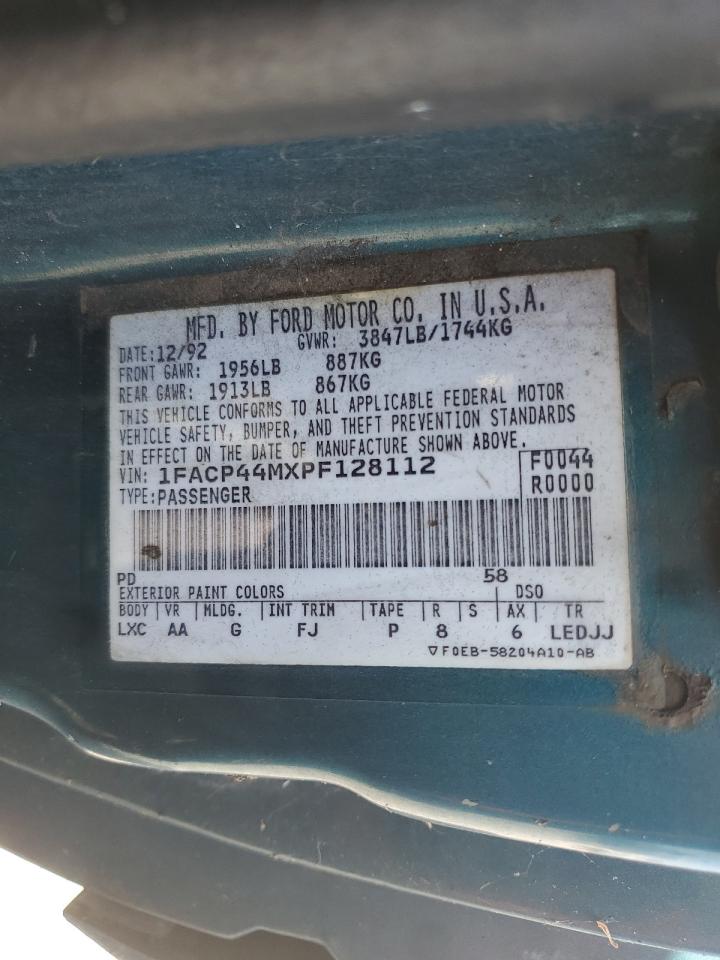 MFD. BY FORD MOTOR CO. IN U.S.A.
DATE:12/92 GVWR: 3847LB/1744KG
FRONT GAWR: 1956LB 887KG
REAR GAWR: 1913LB 867KG
THIS VEHICLE CONFORMS TO ALL APPLICABLE FEDERAL MOTOR
VEHICLE SAFETY, BUMPER, AND THEFT PREVENTION STANDARDS
IN EFFECT ON THE DATE OF MANUFACTURE SHOWN ABOVE.
VIN: 1FACP44MXPF128112 F0044
TYPE:PASSENGER R0000
PD 58
EXTERIOR PAINT COLORS DSO
BODY VR MLDG. INT TRIM TAPE R S AX TR
LXC AA G FJ P 8 6 LEDJJ
▽F0EB-58204A10-AB